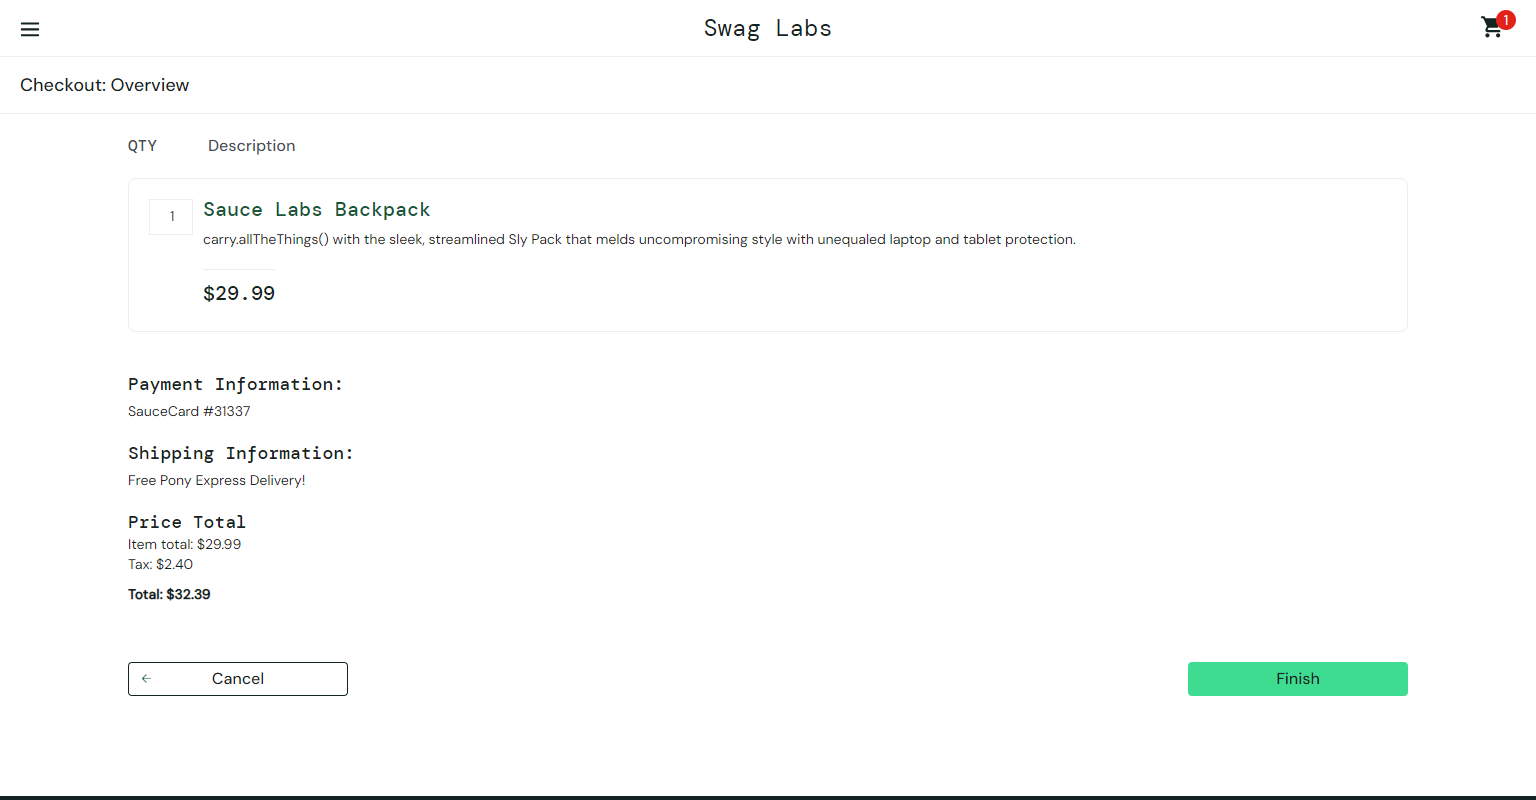 Swag Labs
1
Checkout: Overview
QTY Description
1
Sauce Labs Backpack
carry.allTheThings() with the sleek, streamlined Sly Pack that melds uncompromising style with unequaled laptop and tablet protection.
$29.99
Payment Information:
SauceCard #31337
Shipping Information:
Free Pony Express Delivery!
Price Total
Item total: $29.99
Tax: $2.40
Total: $32.39
Cancel
Finish